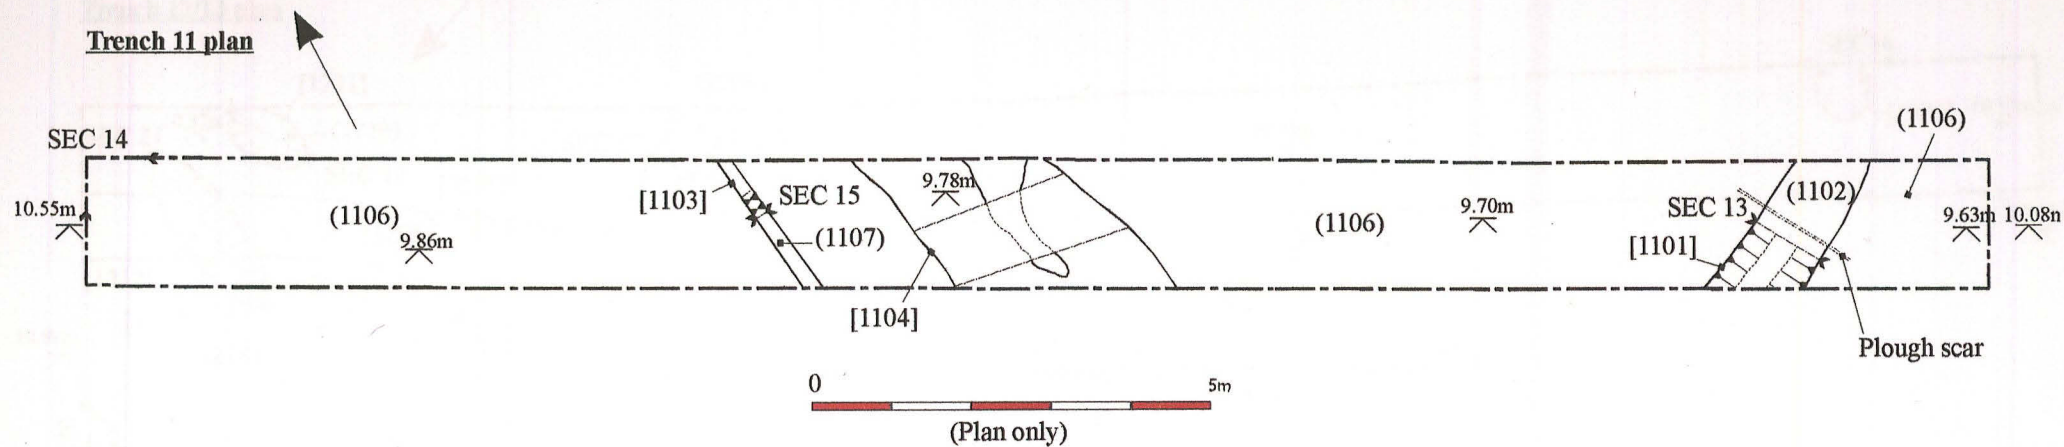 Trench 11 plan
SEC 14
(1106)
10.55m
(1106)
9.86m
[1103]
SEC 15
(1107)
9.78m
[1104]
(1106)
9.70m
SEC 13
(1102)
[1101]
9.63m
10.08n
Plough scar
0
5m
(Plan only)